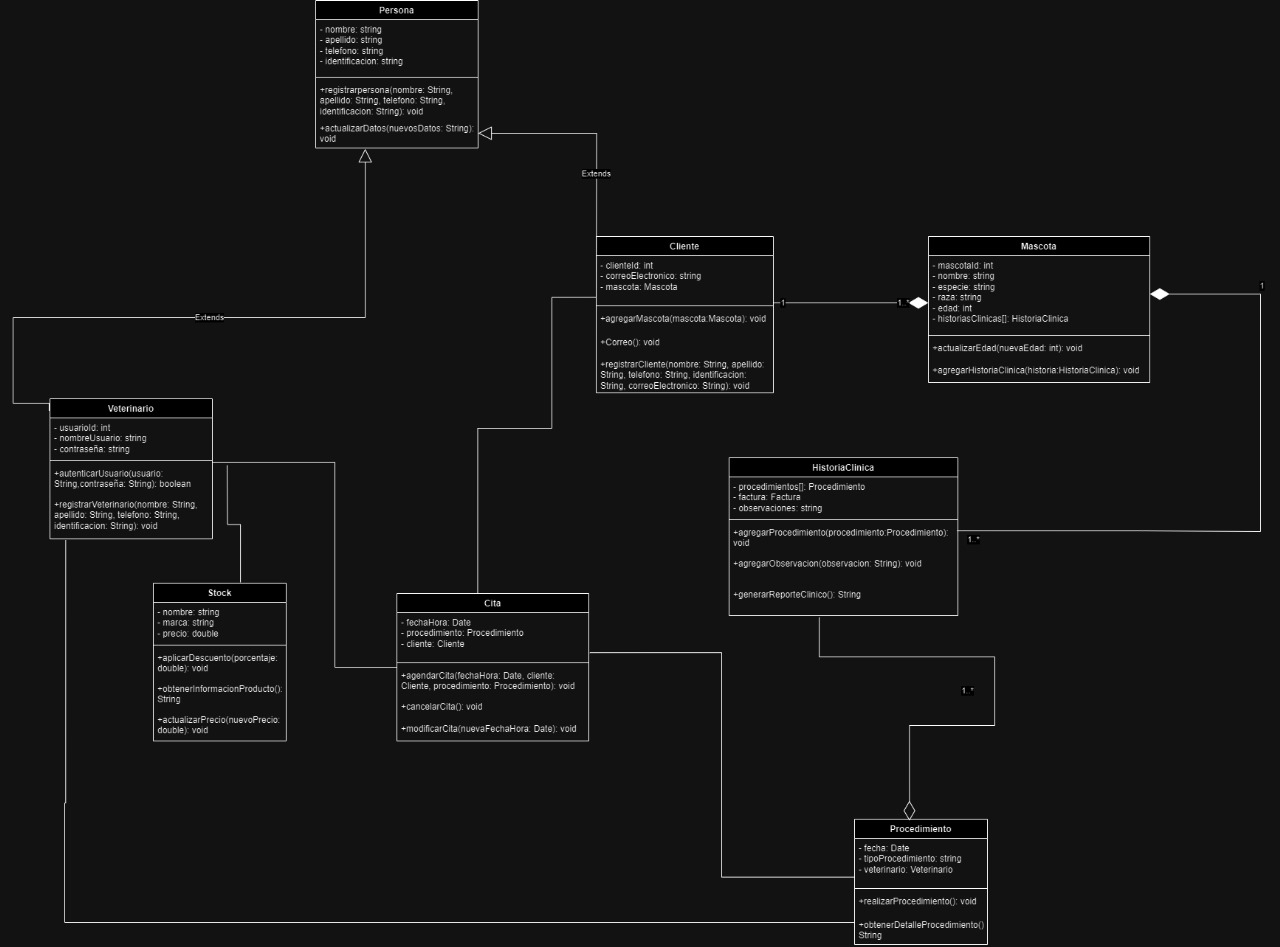 Persona
- nombre: string
- apellido: string
- telefono: string
- identificacion: string
+registrarpersona(nombre: String,
apellido: String, telefono: String,
identificacion: String): void
+actualizarDatos(nuevosDatos: String):
void
Extends
Extends
Cliente
- clienteId: int
- correoElectronico: string
- mascota: Mascota
+agregarMascota(mascota:Mascota): void
+Correo(): void
+registrarCliente(nombre: String, apellido:
String, telefono: String, identificacion:
String, correoElectronico: String): void
1
1..*
Mascota
- mascotaId: int
- nombre: string
- especie: string
- raza: string
- edad: int
- historiasClinicas[]: HistoriaClinica
+actualizarEdad(nuevaEdad: int): void
+agregarHistoriaClinica(historia:HistoriaClinica): void
1
Veterinario
- usuarioId: int
- nombreUsuario: string
- contraseña: string
+autenticarUsuario(usuario:
String,contraseña: String): boolean
+registrarVeterinario(nombre: String,
apellido: String, telefono: String,
identificacion: String): void
HistoriaClinica
- procedimientos[]: Procedimiento
- factura: Factura
- observaciones: string
+agregarProcedimiento(procedimiento:Procedimiento):
void
+agregarObservacion(observacion: String): void
+generarReporteClinico(): String
1..*
Stock
- nombre: string
- marca: string
- precio: double
+aplicarDescuento(porcentaje:
double): void
+obtenerInformacionProducto():
String
+actualizarPrecio(nuevoPrecio:
double): void
Cita
- fechaHora: Date
- procedimiento: Procedimiento
- cliente: Cliente
+agendarCita(fechaHora: Date, cliente:
Cliente, procedimiento: Procedimiento): void
+cancelarCita(): void
+modificarCita(nuevaFechaHora: Date): void
1..*
Procedimiento
- fecha: Date
- tipoProcedimiento: string
- veterinario: Veterinario
+realizarProcedimiento(): void
+obtenerDetalleProcedimiento()
String